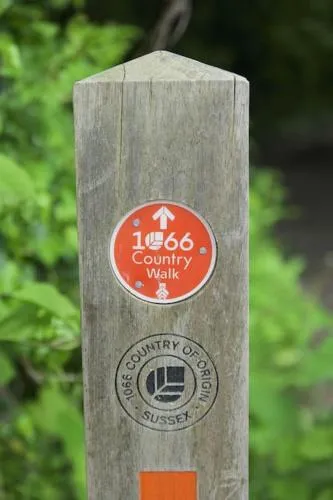 1066
Country
Walk
1066 COUNTRY OF ORIGIN
· SUSSEX ·